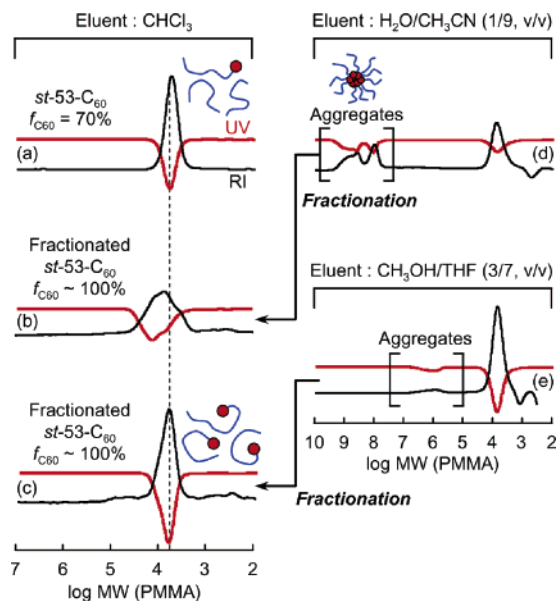 Eluent : CHCl3
st-53-C60
fC60 = 70%
(a)
UV
RI
Fractionated
st-53-C60
fC60 ~ 100%
(b)
Fractionated
st-53-C60
fC60 ~ 100%
(c)
7 6 5 4 3 2
log MW (PMMA)
Eluent : H2O/CH3CN (1/9, v/v)
Aggregates
(d)
Fractionation
Eluent : CH3OH/THF (3/7, v/v)
Aggregates
(e)
10 9 8 7 6 5 4 3 2
log MW (PMMA)
Fractionation